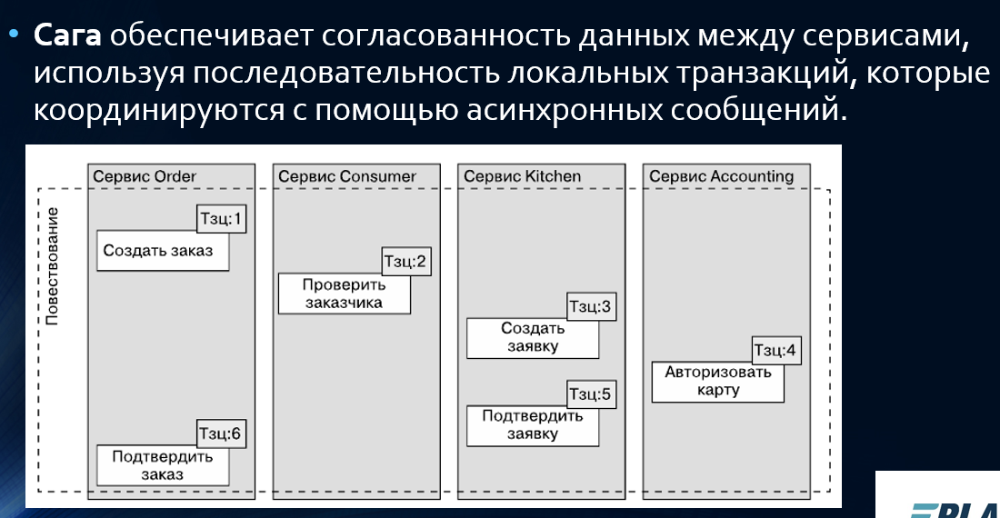 • Сага обеспечивает согласованность данных между сервисами,
используя последовательность локальных транзакций, которые
координируются с помощью асинхронных сообщений.
Сервис Order
Сервис Consumer
Сервис Kitchen
Сервис Accounting
Повествование
Тзц:1
Создать заказ
Тзц:2
Проверить
заказчика
Тзц:3
Создать
заявку
Тзц:4
Авторизовать
карту
Тзц:5
Подтвердить
заявку
Тзц:6
Подтвердить
заказ